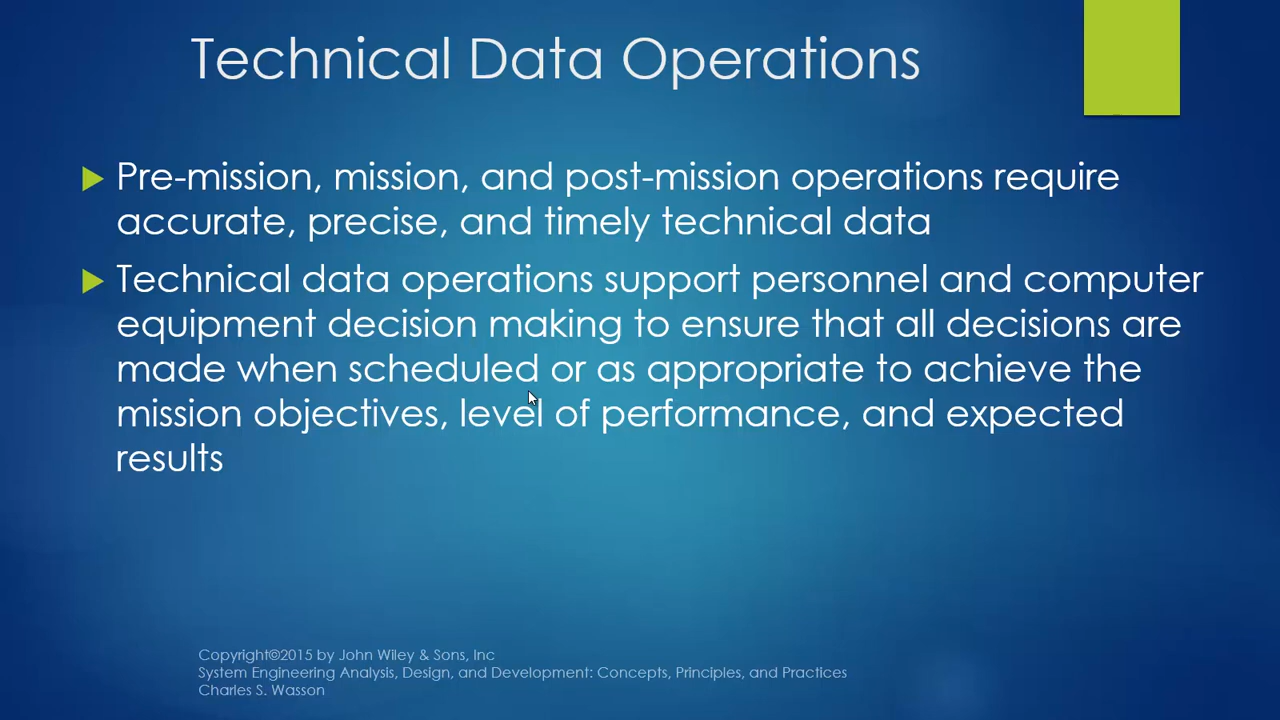 Technical Data Operations
Pre-mission, mission, and post-mission operations require
accurate, precise, and timely technical data
Technical data operations support personnel and computer
equipment decision making to ensure that all decisions are
made when scheduled or as appropriate to achieve the
mission objectives, level of performance, and expected
results
Copyright©2015 by John Wiley & Sons, Inc
System Engineering Analysis, Design, and Development: Concepts, Principles, and Practices
Charles S. Wasson